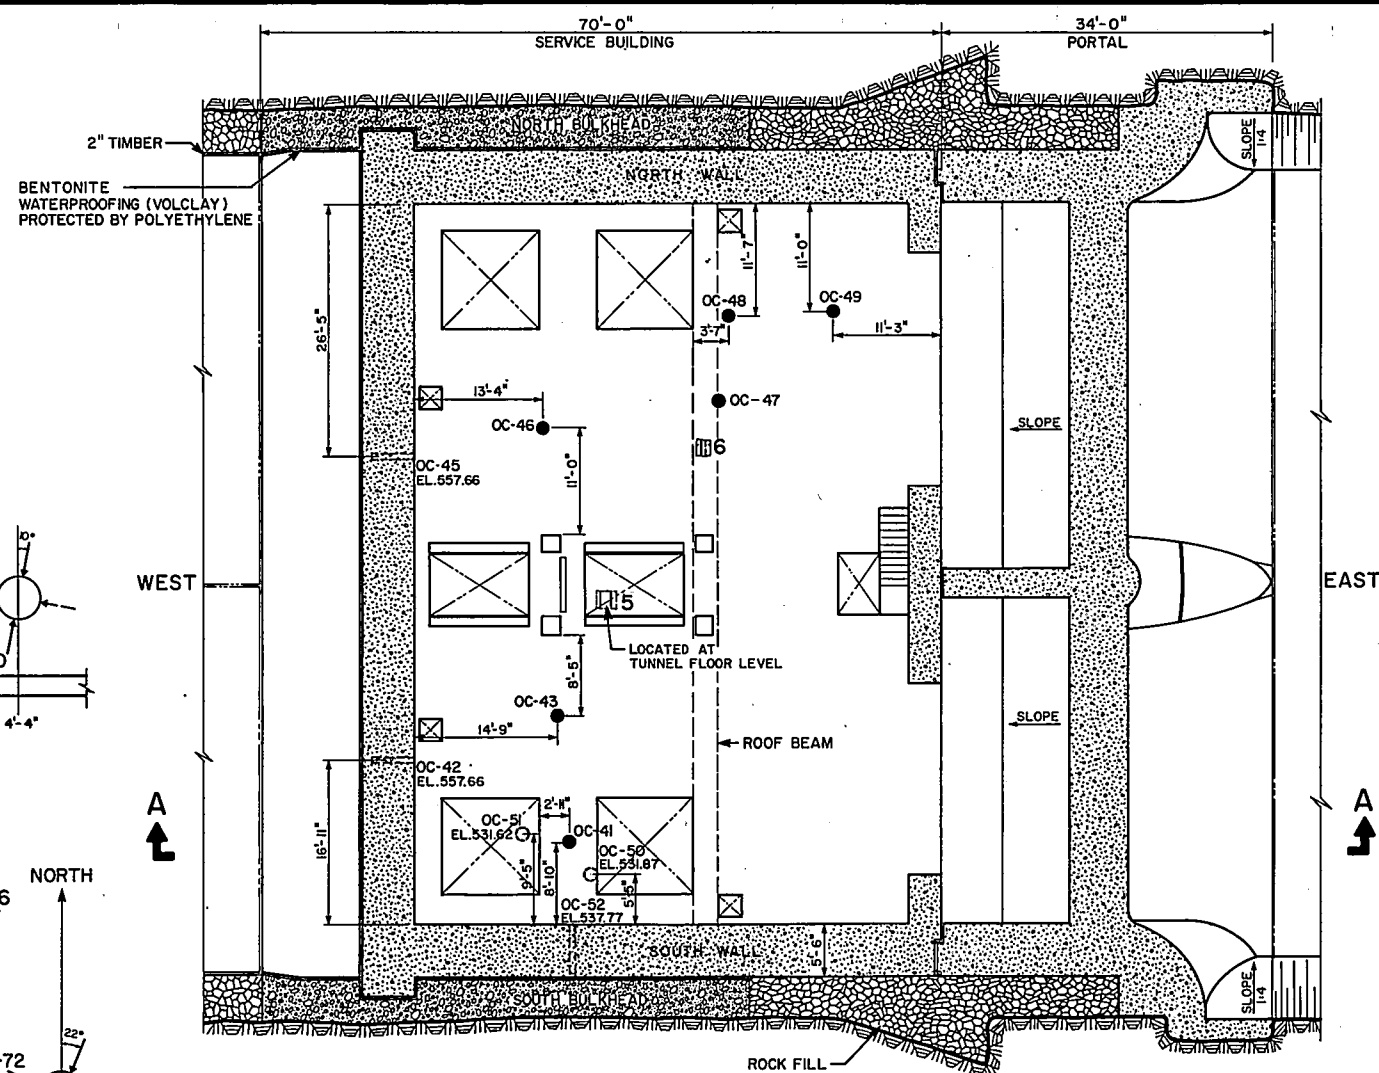 70'-0"
SERVICE BUILDING
34'-0"
PORTAL
2" TIMBER
NORTH BULKHEAD
SLOPE
1:4
BENTONITE
WATERPROOFING (VOLCLAY)
PROTECTED BY POLYETHYLENE
NORTH WALL
11'-7"
11'-0"
OC-48
OC-49
3'-7"
11'-3"
26'-5"
13'-4"
OC-47
OC-46
SLOPE
6
OC-45
EL.557.66
11'-0"
10°
WEST
EAST
5
LOCATED AT
TUNNEL FLOOR LEVEL
8'-5"
OC-43
4'-4"
14'-9"
SLOPE
ROOF BEAM
OC-42
EL.557.66
A
A
2'-11"
OC-51
EL.531.62
OC-41
16'-11"
OC-50
EL.531.87
9'-5"
8'-10"
5'-5"
NORTH
6
OC-52
EL.537.77
SOUTH WALL
5'-6"
SOUTH BULKHEAD
SLOPE
1:4
22°
-72
ROCK FILL